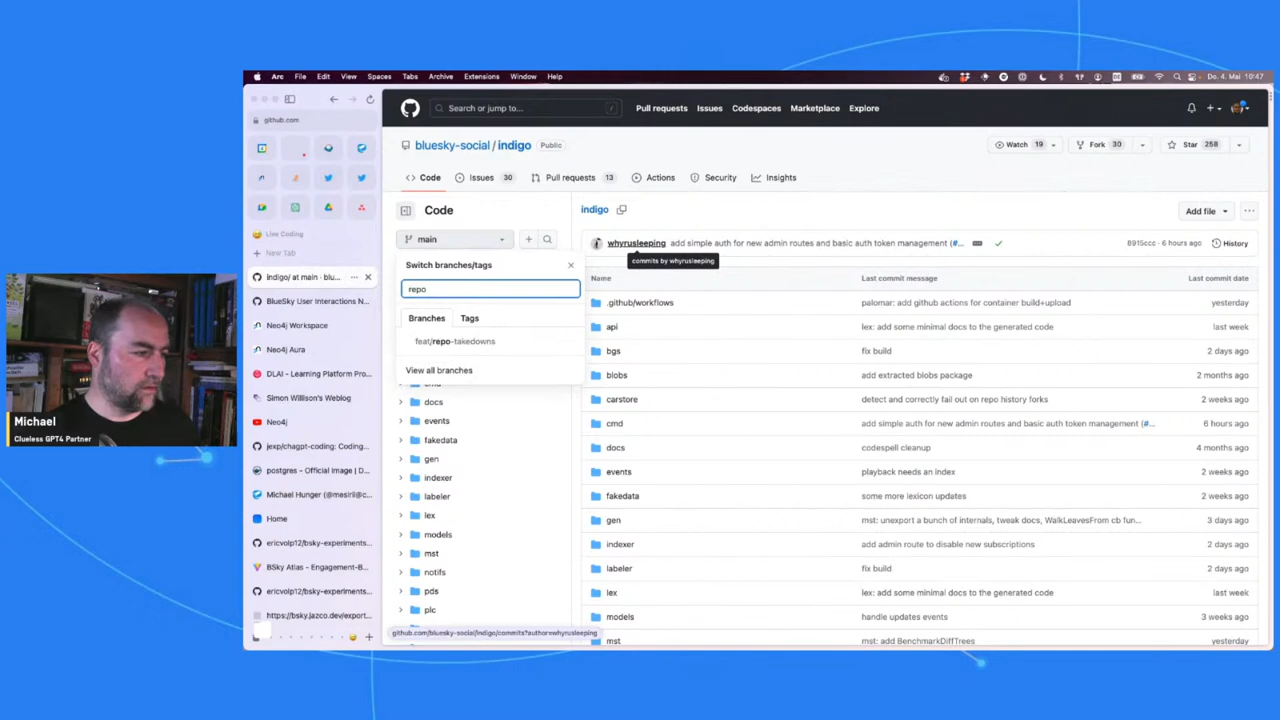 Arc File Edit View Spaces Tabs Archive Extensions Window Help
Do. 4. Mai 10:47
github.com
Live Coding
New Tab
indigo/ at main · blu...
BlueSky User Interactions N...
Neo4j Workspace
Neo4j Aura
DLAI - Learning Platform Pro...
Simon Willison's Weblog
Neo4j
jexp/chagpt-coding: Coding...
postgres - Official Image | D...
Michael Hunger (@mesirii@c...
Home
ericvolp12/bsky-experiments...
BSky Atlas - Engagement-B...
ericvolp12/bsky-experiments...
https://bsky.jazco.dev/export...
Search or jump to... /
Pull requests Issues Codespaces Marketplace Explore
bluesky-social / indigo Public
Watch 19 Fork 30 Star 258
Code Issues 30 Pull requests 13 Actions Security Insights
Code
main
Switch branches/tags
repo
Branches Tags
feat/repo-takedowns
View all branches
docs
events
fakedata
gen
indexer
labeler
lex
models
mst
notifs
pds
plc
github.com/bluesky-social/indigo/commits?author=whyrusleeping
indigo
Add file
whyrusleeping add simple auth for new admin routes and basic auth token management (#... 8915ccc · 6 hours ago History
commits by whyrusleeping
Name Last commit message Last commit date
.github/workflows palomar: add github actions for container build+upload yesterday
api lex: add some minimal docs to the generated code last week
bgs fix build 2 days ago
blobs add extracted blobs package 2 months ago
carstore detect and correctly fail out on repo history forks 2 weeks ago
cmd add simple auth for new admin routes and basic auth token management (#... 6 hours ago
docs codespell cleanup 4 months ago
events playback needs an index 2 weeks ago
fakedata some more lexicon updates 2 weeks ago
gen mst: unexport a bunch of internals, tweak docs, WalkLeavesFrom cb fun... 3 days ago
indexer add admin route to disable new subscriptions 2 days ago
labeler fix build 2 days ago
lex lex: add some minimal docs to the generated code last week
models handle updates events 3 weeks ago
mst mst: add BenchmarkDiffTrees yesterday
Michael
Clueless GPT4 Partner